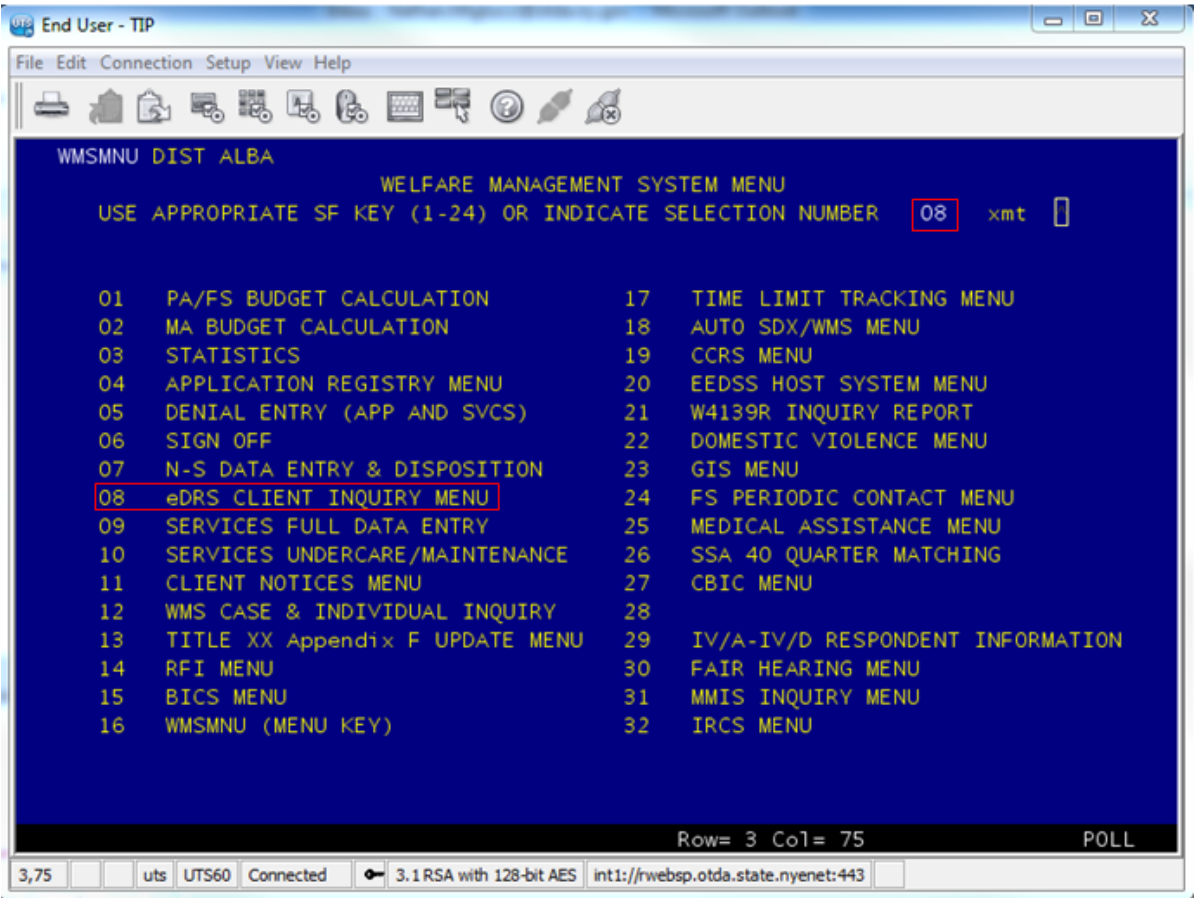 End User - TIP
File Edit Connection Setup View Help
WMSMNU DIST ALBA
WELFARE MANAGEMENT SYSTEM MENU
USE APPROPRIATE SF KEY (1-24) OR INDICATE SELECTION NUMBER 08 xmt
01 PA/FS BUDGET CALCULATION 17 TIME LIMIT TRACKING MENU
02 MA BUDGET CALCULATION 18 AUTO SDX/WMS MENU
03 STATISTICS 19 CCRS MENU
04 APPLICATION REGISTRY MENU 20 EEDSS HOST SYSTEM MENU
05 DENIAL ENTRY (APP AND SVCS) 21 W4139R INQUIRY REPORT
06 SIGN OFF 22 DOMESTIC VIOLENCE MENU
07 N-S DATA ENTRY & DISPOSITION 23 GIS MENU
08 eDRS CLIENT INQUIRY MENU 24 FS PERIODIC CONTACT MENU
09 SERVICES FULL DATA ENTRY 25 MEDICAL ASSISTANCE MENU
10 SERVICES UNDERCARE/MAINTENANCE 26 SSA 40 QUARTER MATCHING
11 CLIENT NOTICES MENU 27 CBIC MENU
12 WMS CASE & INDIVIDUAL INQUIRY 28
13 TITLE XX Appendix F UPDATE MENU 29 IV/A-IV/D RESPONDENT INFORMATION
14 RFI MENU 30 FAIR HEARING MENU
15 BICS MENU 31 MMIS INQUIRY MENU
16 WMSMNU (MENU KEY) 32 IRCS MENU
Row= 3 Col= 75 POLL
3,75 uts UTS60 Connected 3.1 RSA with 128-bit AES int1://rwebsp.otda.state.nyenet:443